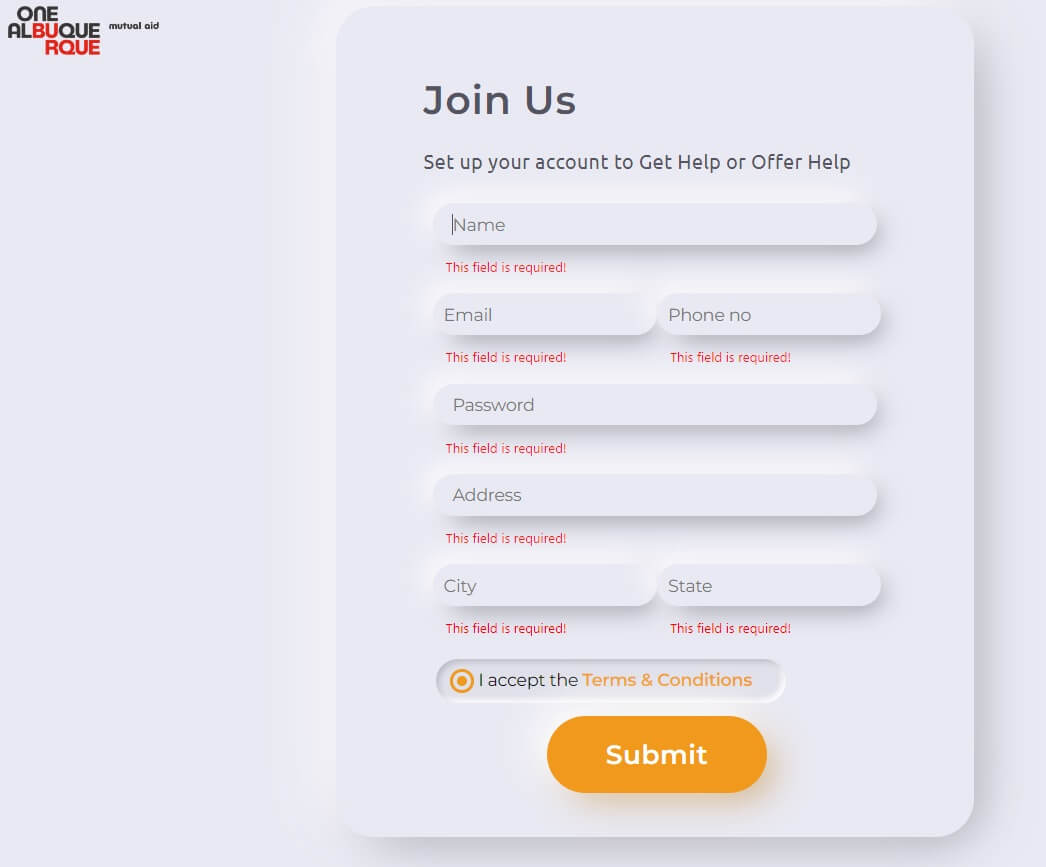 ONE
ALBUQUE
RQUE
mutual aid
Join Us
Set up your account to Get Help or Offer Help
Name
This field is required!
Email Phone no
This field is required! This field is required!
Password
This field is required!
Address
This field is required!
City State
This field is required! This field is required!
I accept the Terms & Conditions
Submit